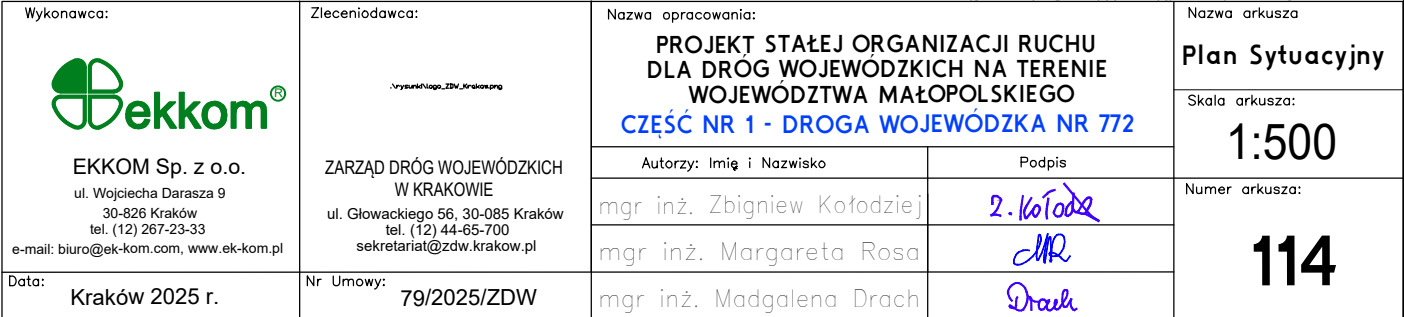 Wykonawca:
ekkom®
EKKOM Sp. z o.o.
ul. Wojciecha Darasza 9
30-826 Kraków
tel. (12) 267-23-33
e-mail: biuro@ek-kom.com, www.ek-kom.pl
Data:
Kraków 2025 r.
Zleceniodawca:
.\rysunki\logo_ZDW_Krakow.png
ZARZĄD DRÓG WOJEWÓDZKICH
W KRAKOWIE
ul. Głowackiego 56, 30-085 Kraków
tel. (12) 44-65-700
sekretariat@zdw.krakow.pl
Nr Umowy:
79/2025/ZDW
Nazwa opracowania:
PROJEKT STAŁEJ ORGANIZACJI RUCHU
DLA DRÓG WOJEWÓDZKICH NA TERENIE
WOJEWÓDZTWA MAŁOPOLSKIEGO
CZĘŚĆ NR 1 - DROGA WOJEWÓDZKA NR 772
Autorzy: Imię i Nazwisko
Podpis
mgr inż. Zbigniew Kołodziej
Z. Kołodz
mgr inż. Margareta Rosa
MR
mgr inż. Madgalena Drach
Drach
Nazwa arkusza
Plan Sytuacyjny
Skala arkusza:
1:500
Numer arkusza:
114